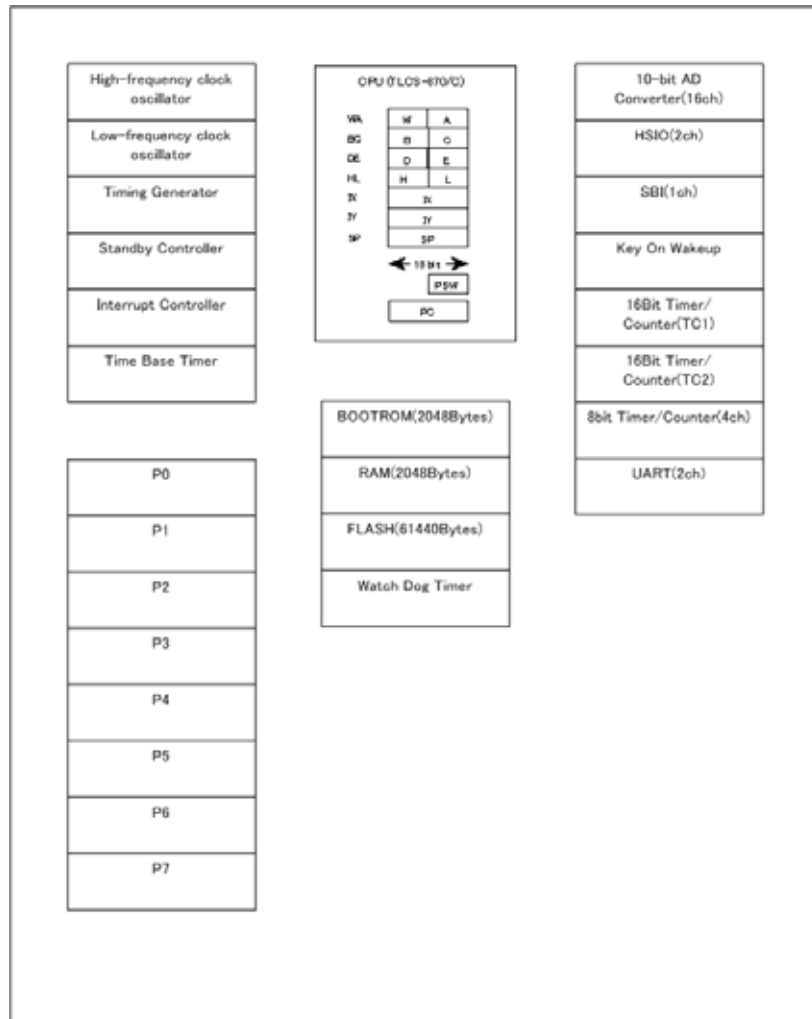 High-frequency clock
oscillator
Low-frequency clock
oscillator
Timing Generator
Standby Controller
Interrupt Controller
Time Base Timer
P0
P1
P2
P3
P4
P5
P6
P7
CPU (TLCS-870/C)
WA W A
BC B C
DE D E
HL H L
IX IX
IY IY
SP SP
16 bit
PSW
PC
BOOTROM(2048Bytes)
RAM(2048Bytes)
FLASH(61440Bytes)
Watch Dog Timer
10-bit AD
Converter(16ch)
HSIO(2ch)
SBI(1ch)
Key On Wakeup
16Bit Timer/
Counter(TC1)
16Bit Timer/
Counter(TC2)
8bit Timer/Counter(4ch)
UART(2ch)